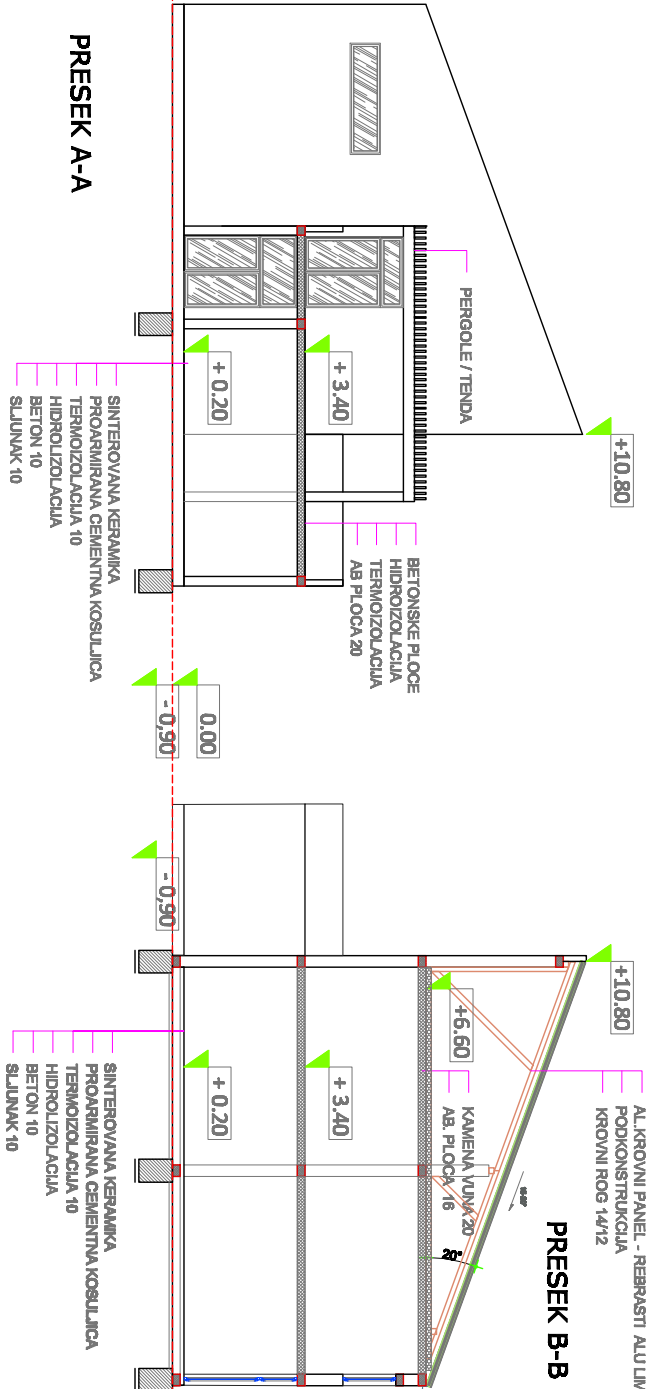 PRESEK A-A
PERGOLE / TENDA
+10.80
+ 3.40
+ 0.20
SINTEROVANA KERAMIKA
PROARMIRANA CEMENTNA KOSULJICA
TERMOIZOLACIJA 10
HIDROLIZOLACIJA
BETON 10
SLJUNAK 10
BETONSKE PLOCE
HIDROIZOLACIJA
TERMOIZOLACIJA
AB PLOCA 20
0.00
- 0,90
- 0,90
PRESEK B-B
+10.80
AL.KROVNI PANEL - REBRASTI ALU LIM
PODKONSTRUKCIJA
KROVNI ROG 14/12
+6.60
KAMENA VUNA 20
AB. PLOCA 16
20°
+ 3.40
+ 0.20
SINTEROVANA KERAMIKA
PROARMIRANA CEMENTNA KOSULJICA
TERMOIZOLACIJA 10
HIDROLIZOLACIJA
BETON 10
SLJUNAK 10